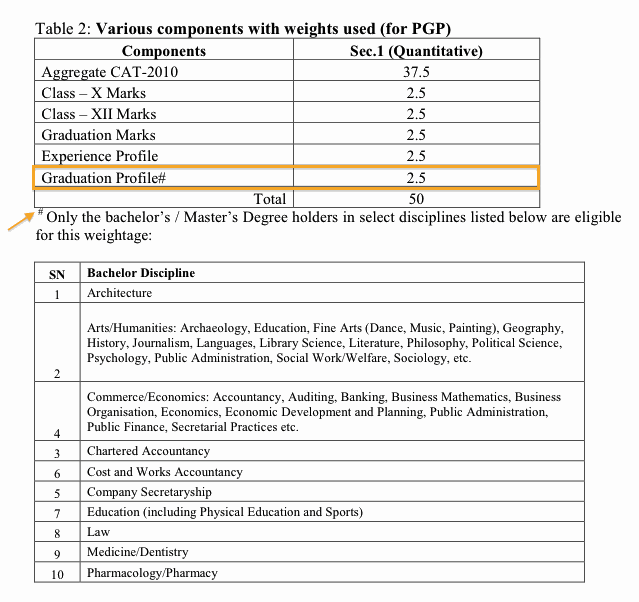 Table 2: Various components with weights used (for PGP)
Components Sec.1 (Quantitative)
Aggregate CAT-2010 37.5
Class – X Marks 2.5
Class – XII Marks 2.5
Graduation Marks 2.5
Experience Profile 2.5
Graduation Profile# 2.5
Total 50
# Only the bachelor's / Master's Degree holders in select disciplines listed below are eligible
for this weightage:
SN Bachelor Discipline
1 Architecture
Arts/Humanities: Archaeology, Education, Fine Arts (Dance, Music, Painting), Geography,
History, Journalism, Languages, Library Science, Literature, Philosophy, Political Science,
Psychology, Public Administration, Social Work/Welfare, Sociology, etc.
2
Commerce/Economics: Accountancy, Auditing, Banking, Business Mathematics, Business
Organisation, Economics, Economic Development and Planning, Public Administration,
Public Finance, Secretarial Practices etc.
4
3 Chartered Accountancy
6 Cost and Works Accountancy
5 Company Secretaryship
7 Education (including Physical Education and Sports)
8 Law
9 Medicine/Dentistry
10 Pharmacology/Pharmacy